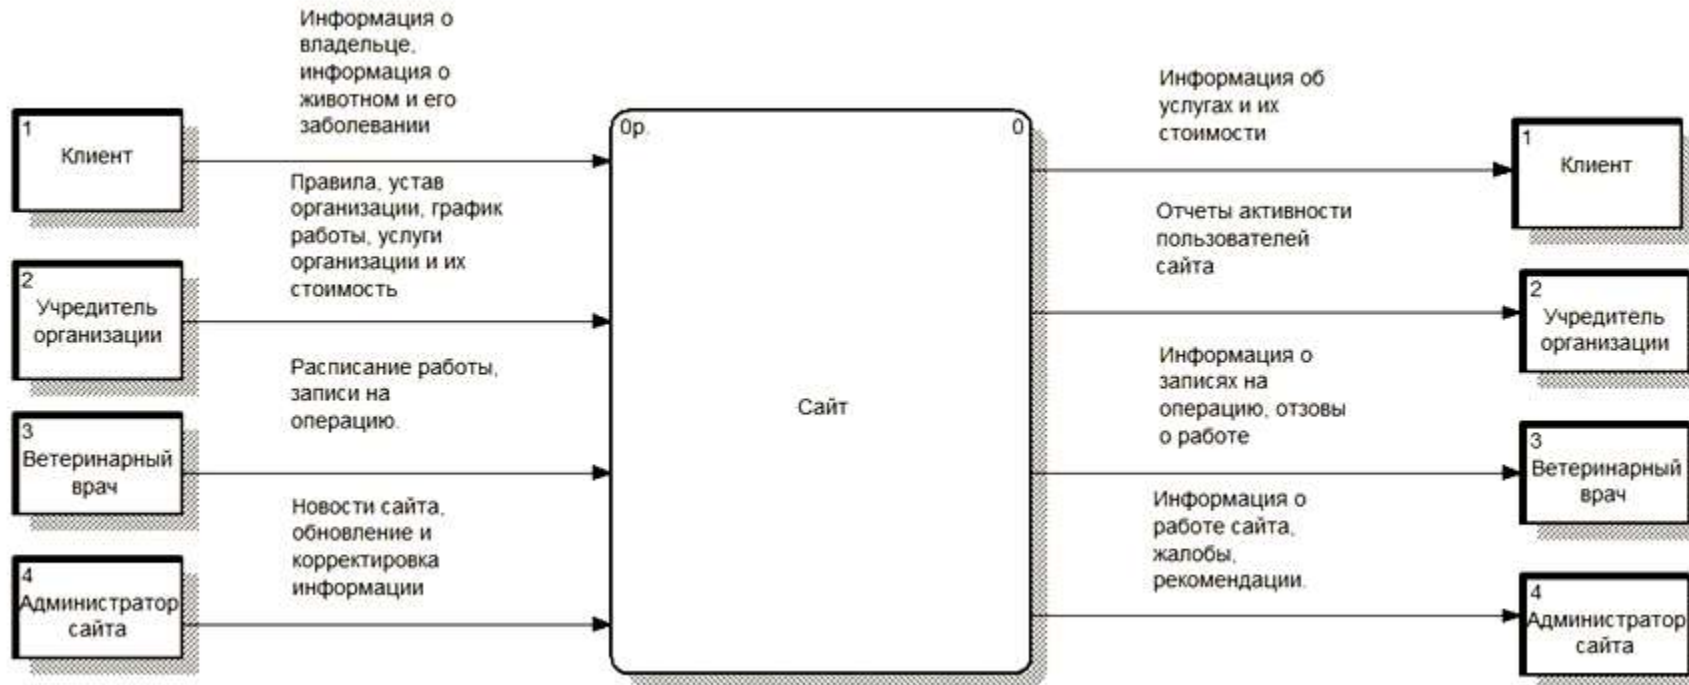 Информация о
владельце,
информация о
животном и его
заболевании
1
Клиент
Правила, устав
организации, график
работы, услуги
организации и их
стоимость
2
Учредитель
организации
Расписание работы,
записи на
операцию.
3
Ветеринарный
врач
Новости сайта,
обновление и
корректировка
информации
4
Администратор
сайта
0р.
0
Сайт
Информация об
услугах и их
стоимости
1
Клиент
Отчеты активности
пользователей
сайта
2
Учредитель
организации
Информация о
записях на
операцию, отзовы
о работе
3
Ветеринарный
врач
Информация о
работе сайта,
жалобы,
рекомендации.
4
Администратор
сайта